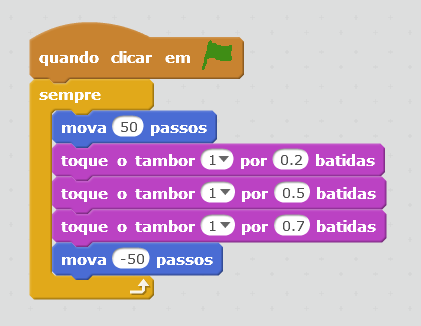 quando clicar em
sempre
mova 50 passos
toque o tambor 1 por 0.2 batidas
toque o tambor 1 por 0.5 batidas
toque o tambor 1 por 0.7 batidas
mova -50 passos